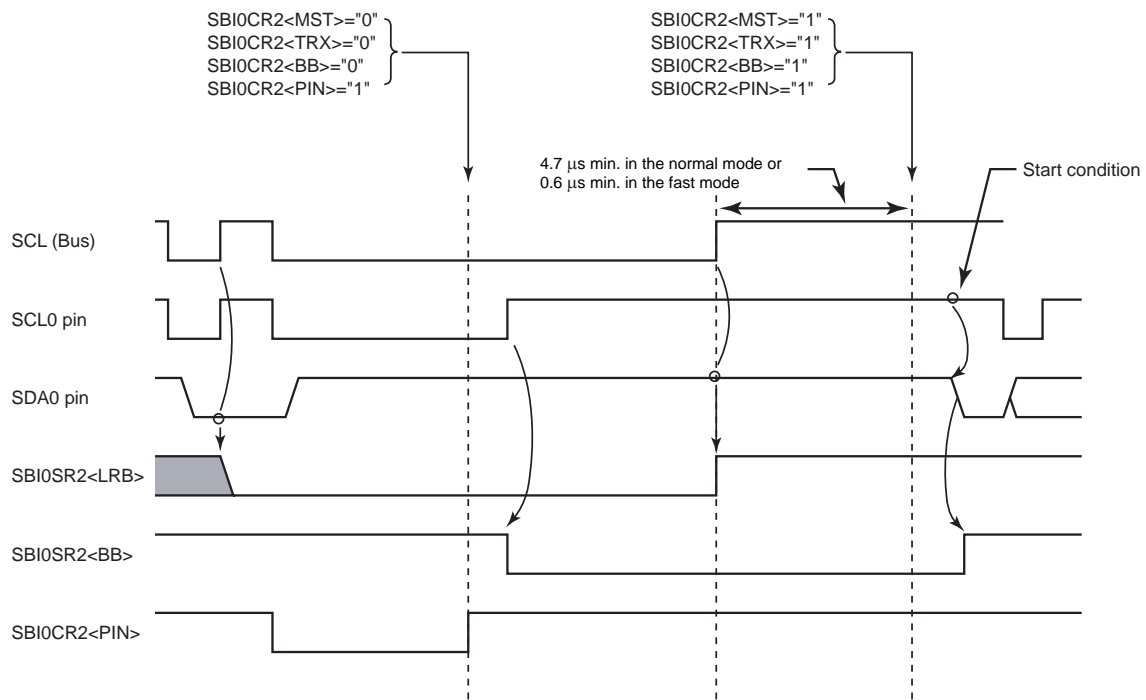 SBI0CR2<MST>="0"
SBI0CR2<TRX>="0"
SBI0CR2<BB>="0"
SBI0CR2<PIN>="1"
SBI0CR2<MST>="1"
SBI0CR2<TRX>="1"
SBI0CR2<BB>="1"
SBI0CR2<PIN>="1"
4.7 μs min. in the normal mode or
0.6 μs min. in the fast mode
Start condition
SCL (Bus)
SCL0 pin
SDA0 pin
SBI0SR2<LRB>
SBI0SR2<BB>
SBI0CR2<PIN>